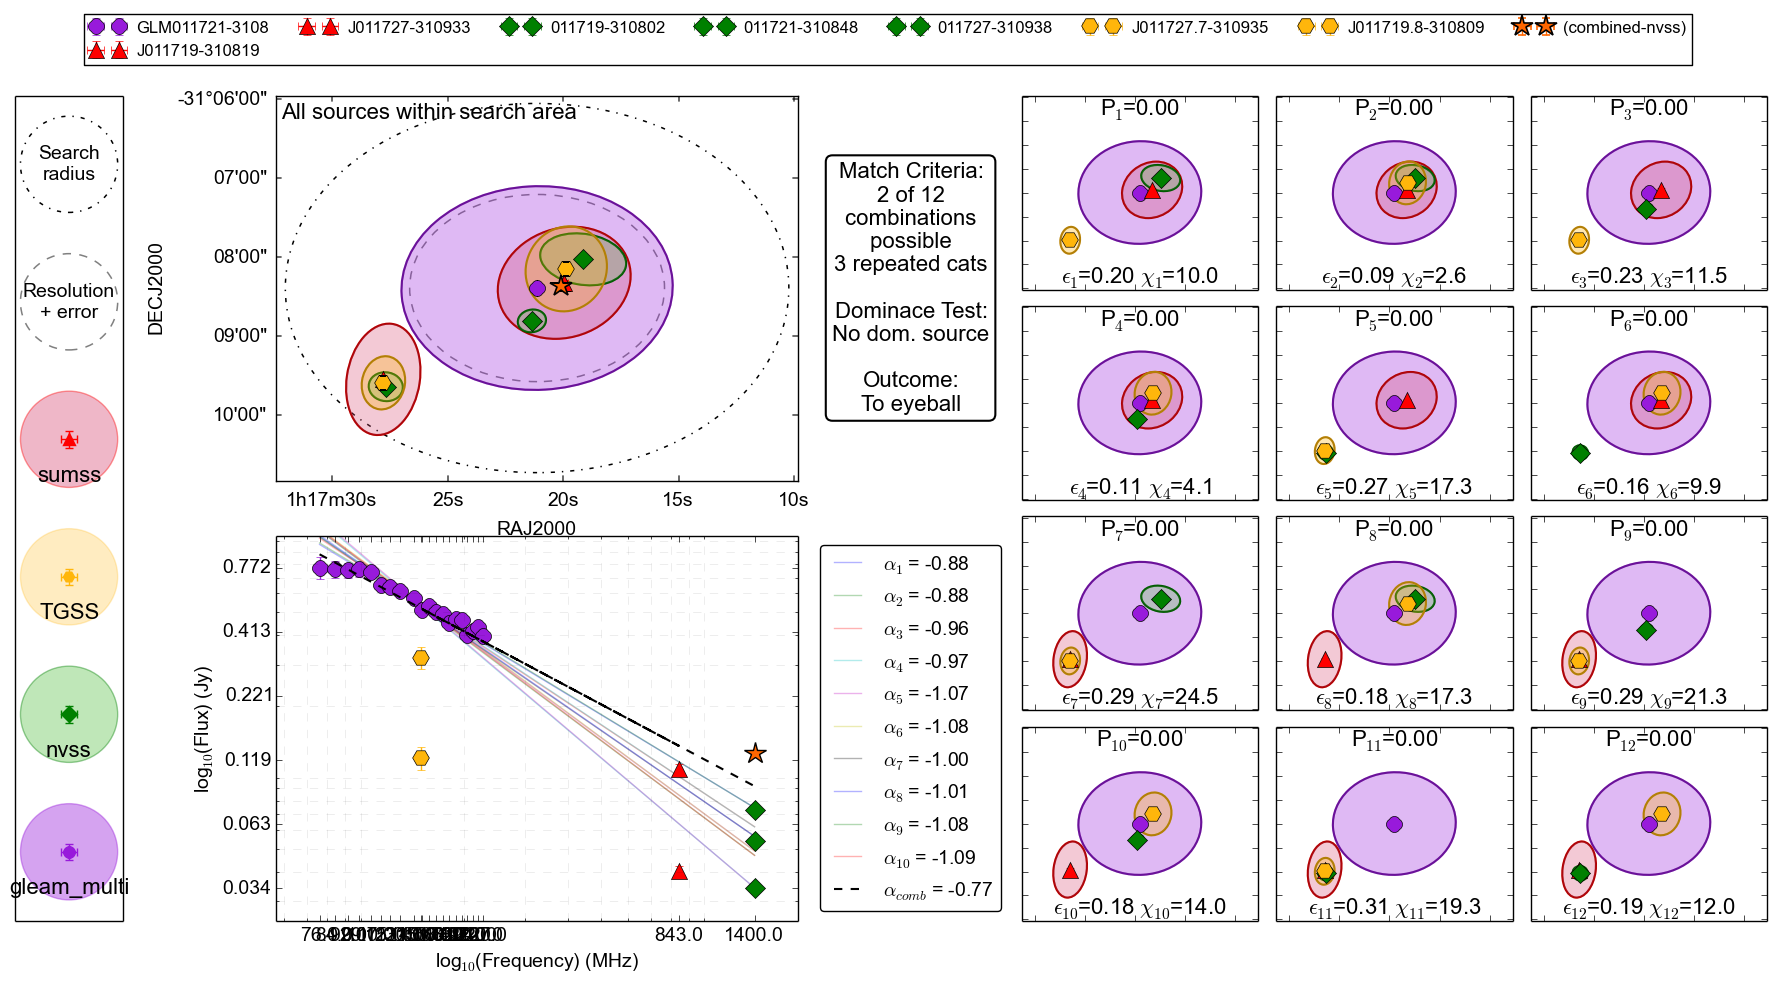 GLM011721-3108 J011727-310933 011719-310802 011721-310848 011727-310938 J011727.7-310935 J011719.8-310809 (combined-nvss)
J011719-310819
Search
radius
Resolution
+ error
sumss
TGSS
nvss
gleam_multi
All sources within search area
-31°06'00"
07'00"
08'00"
09'00"
10'00"
DECJ2000
1h17m30s 25s 20s 15s 10s
RAJ2000
Match Criteria:
2 of 12
combinations
possible
3 repeated cats
Dominace Test:
No dom. source
Outcome:
To eyeball
0.772
0.413
0.221
0.119
0.063
0.034
log10(Flux) (Jy)
843.0 1400.0
log10(Frequency) (MHz)
α1 = -0.88
α2 = -0.88
α3 = -0.96
α4 = -0.97
α5 = -1.07
α6 = -1.08
α7 = -1.00
α8 = -1.01
α9 = -1.08
α10 = -1.09
αcomb = -0.77
P1=0.00
ϵ1=0.20 χ1=10.0
P2=0.00
ϵ2=0.09 χ2=2.6
P3=0.00
ϵ3=0.23 χ3=11.5
P4=0.00
ϵ4=0.11 χ4=4.1
P5=0.00
ϵ5=0.27 χ5=17.3
P6=0.00
ϵ6=0.16 χ6=9.9
P7=0.00
ϵ7=0.29 χ7=24.5
P8=0.00
ϵ8=0.18 χ8=17.3
P9=0.00
ϵ9=0.29 χ9=21.3
P10=0.00
ϵ10=0.18 χ10=14.0
P11=0.00
ϵ11=0.31 χ11=19.3
P12=0.00
ϵ12=0.19 χ12=12.0